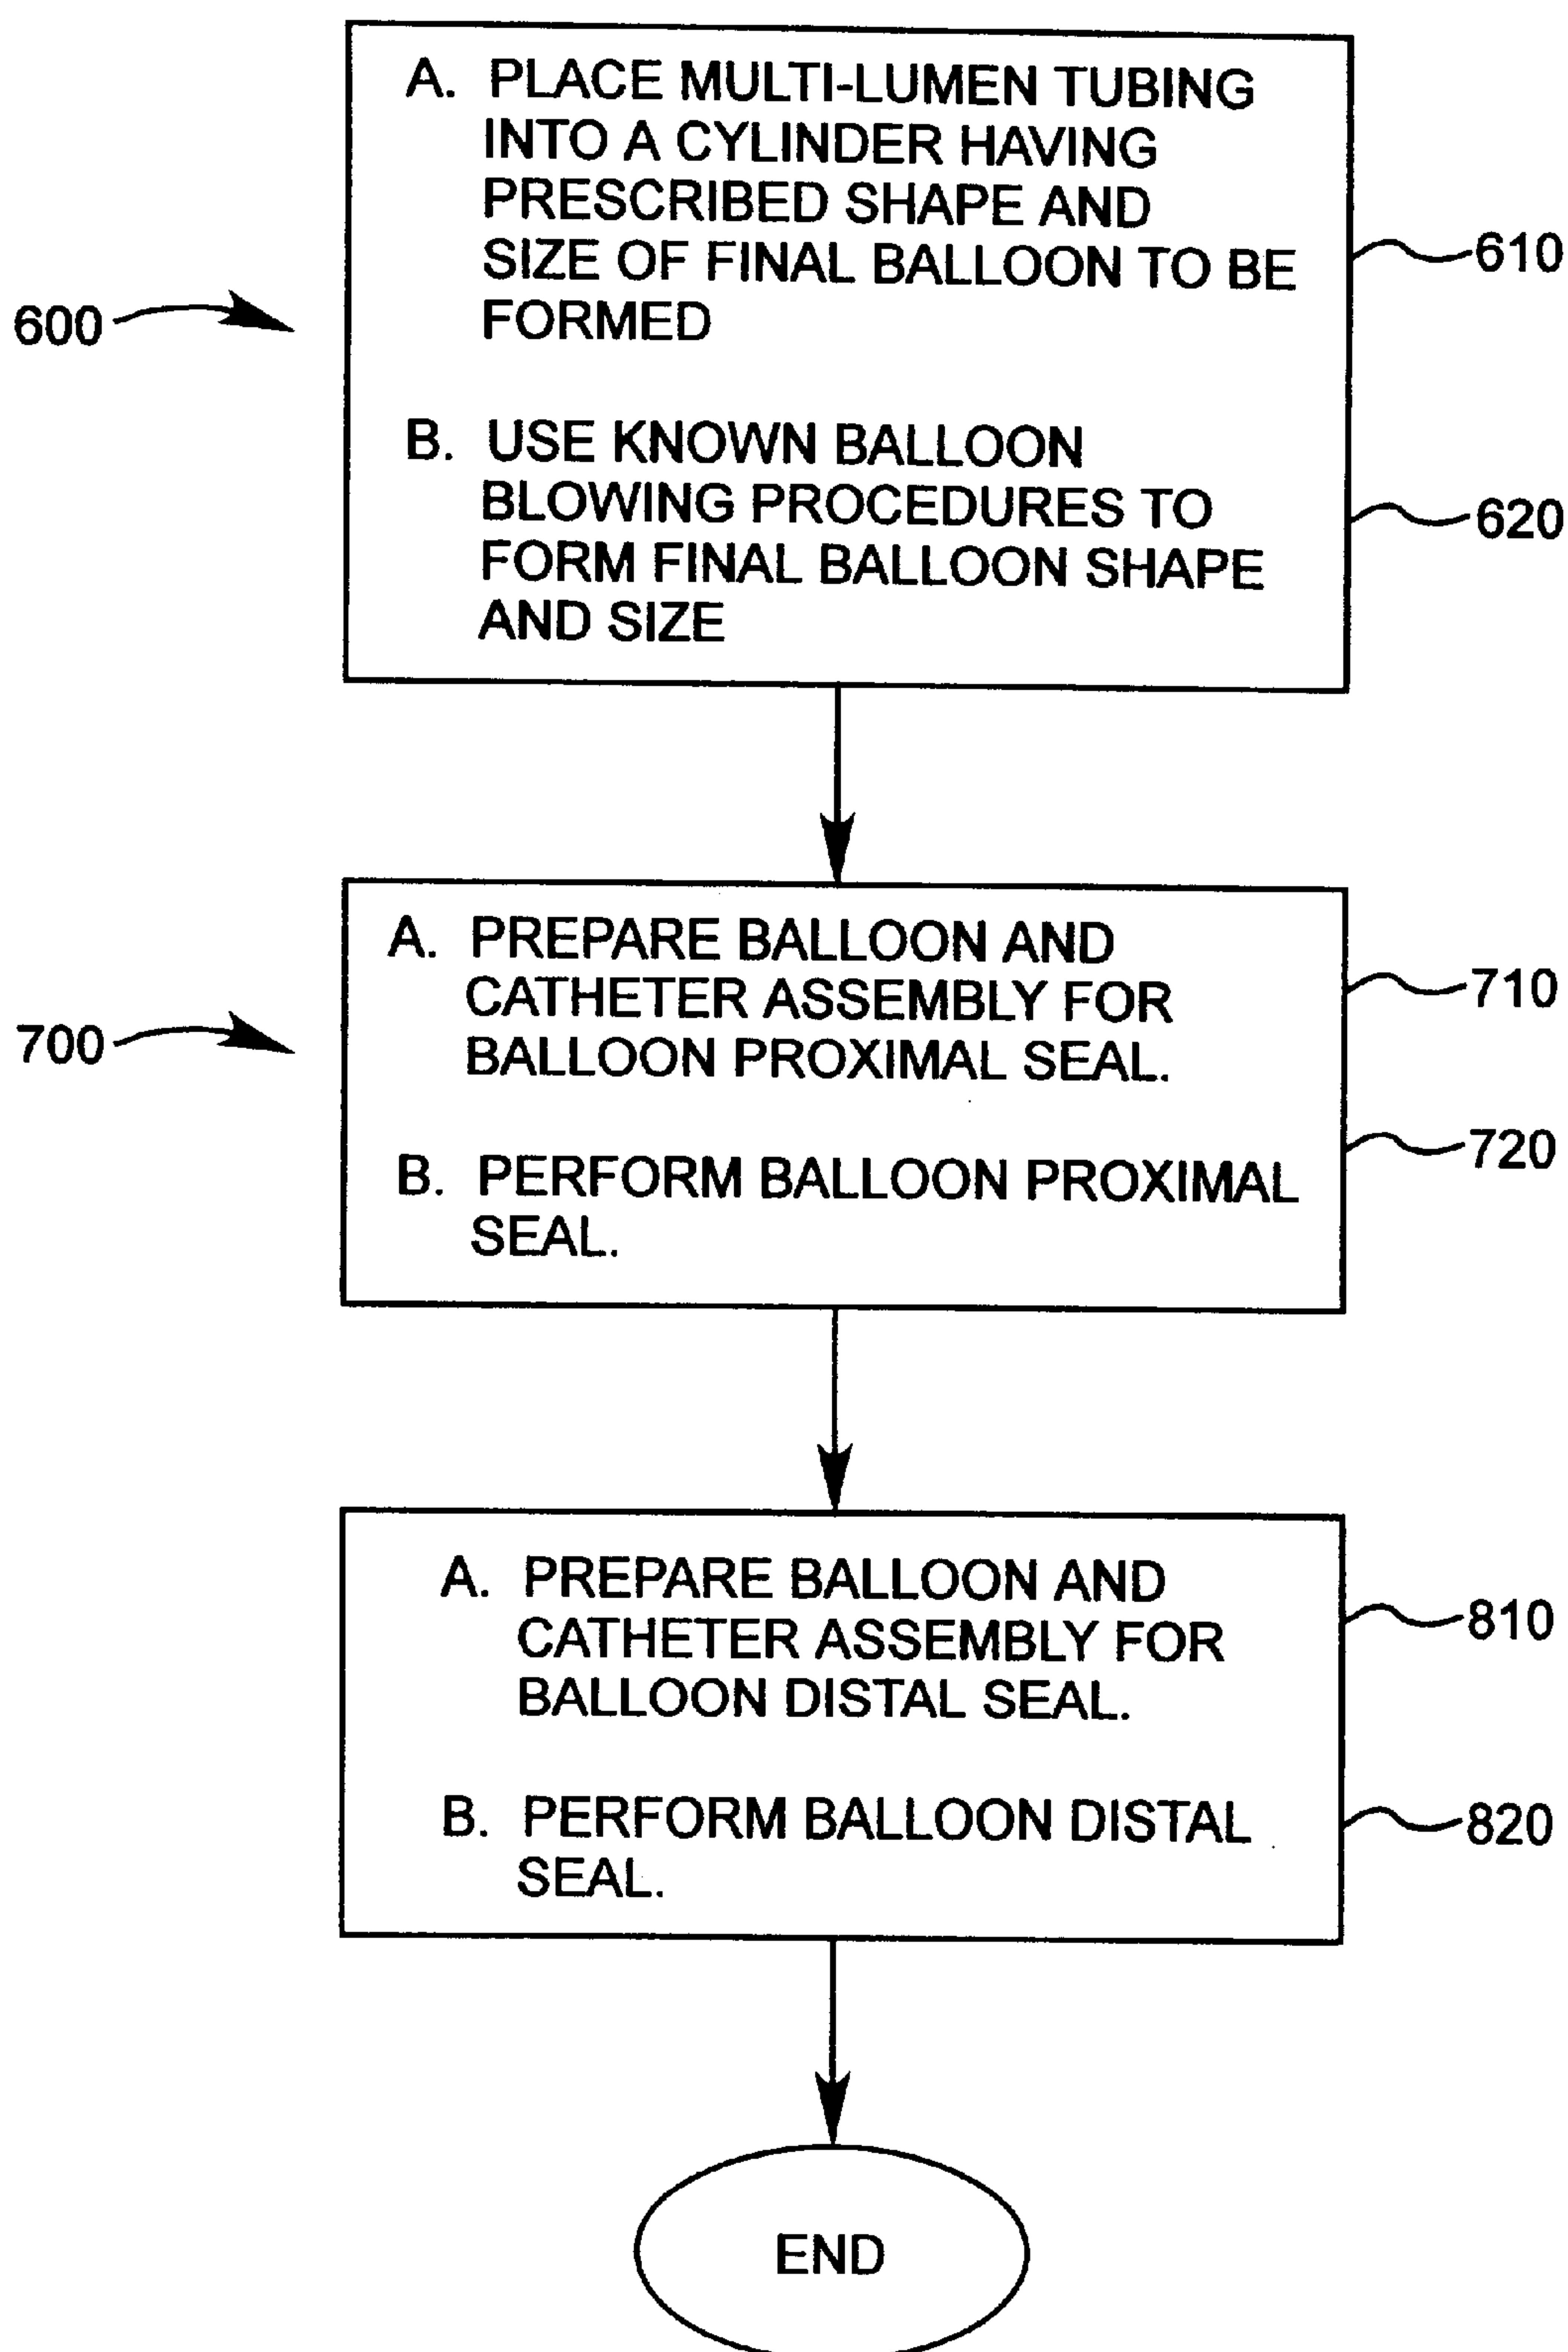 A. PLACE MULTI-LUMEN TUBING
INTO A CYLINDER HAVING
PRESCRIBED SHAPE AND
SIZE OF FINAL BALLOON TO BE
FORMED
610
600
B. USE KNOWN BALLOON
BLOWING PROCEDURES TO
FORM FINAL BALLOON SHAPE
AND SIZE
620
A. PREPARE BALLOON AND
CATHETER ASSEMBLY FOR
BALLOON PROXIMAL SEAL.
710
700
B. PERFORM BALLOON PROXIMAL
SEAL.
720
A. PREPARE BALLOON AND
CATHETER ASSEMBLY FOR
BALLOON DISTAL SEAL.
810
B. PERFORM BALLOON DISTAL
SEAL.
820
END